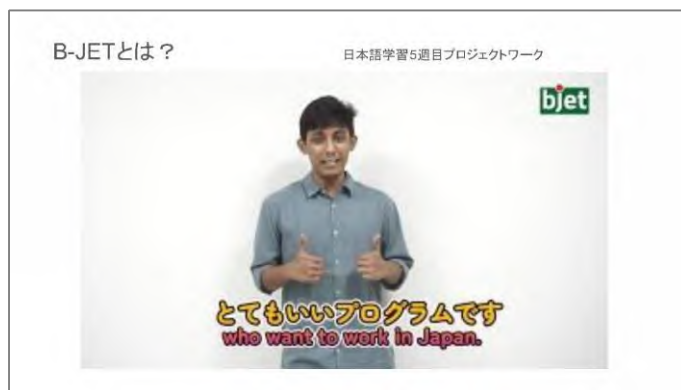 B-JETとは？
日本語学習5週目プロジェクトワーク
bjet
とてもいいプログラムです
who want to work in Japan.